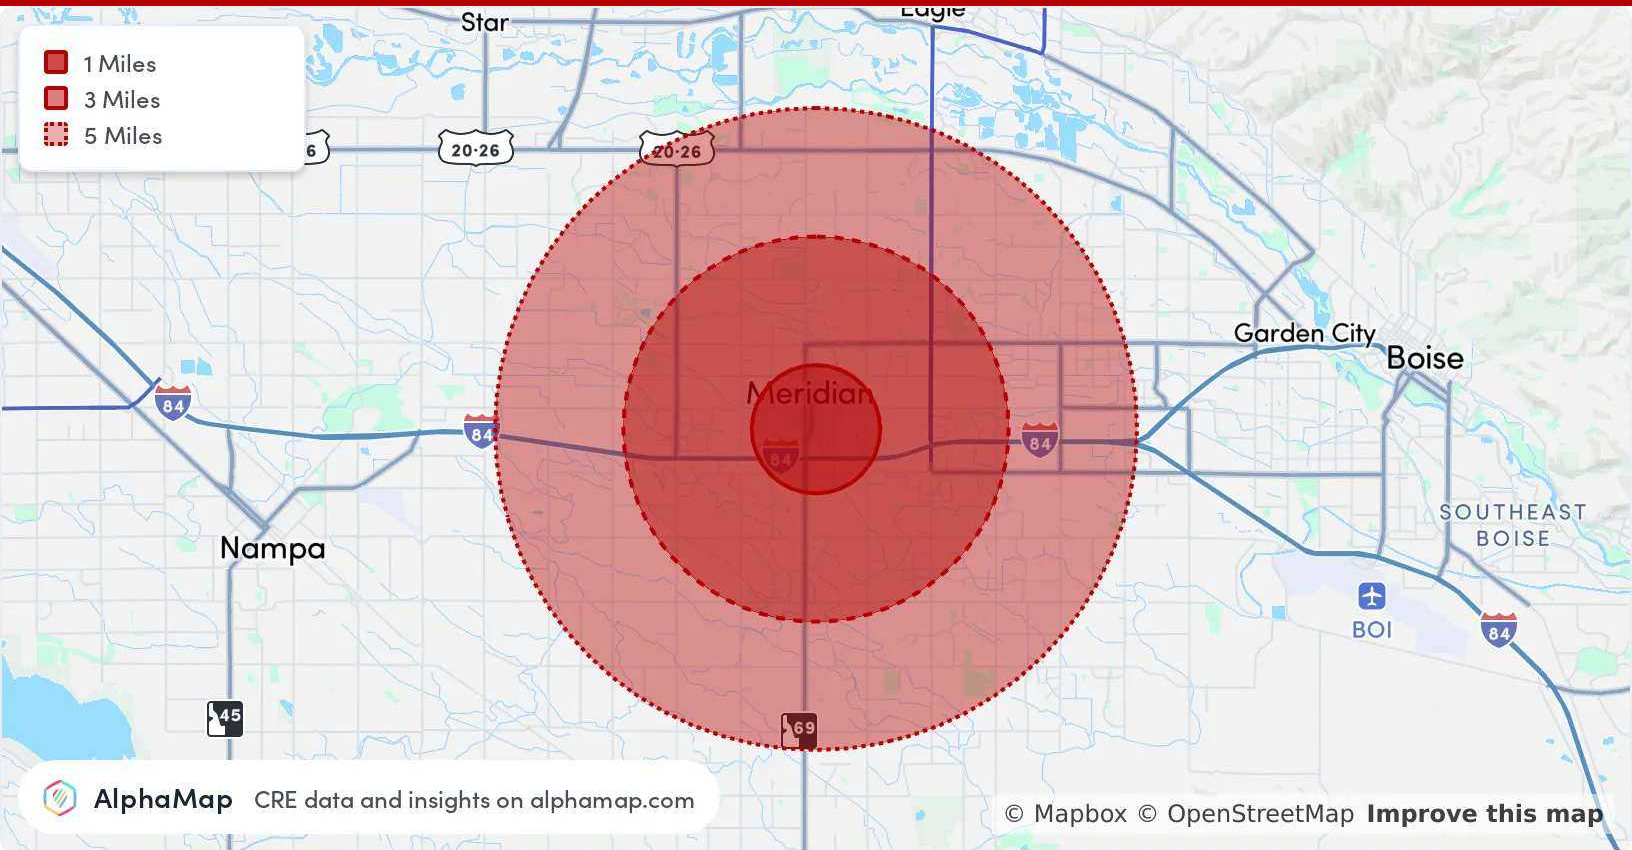 Star
Eagle
1 Miles
3 Miles
5 Miles
6
20-26
20-26
Garden City
Boise
Meridian
84
84
84
84
SOUTHEAST
BOISE
Nampa
BOI
84
45
69
AlphaMap CRE data and insights on alphamap.com
© Mapbox © OpenStreetMap Improve this map